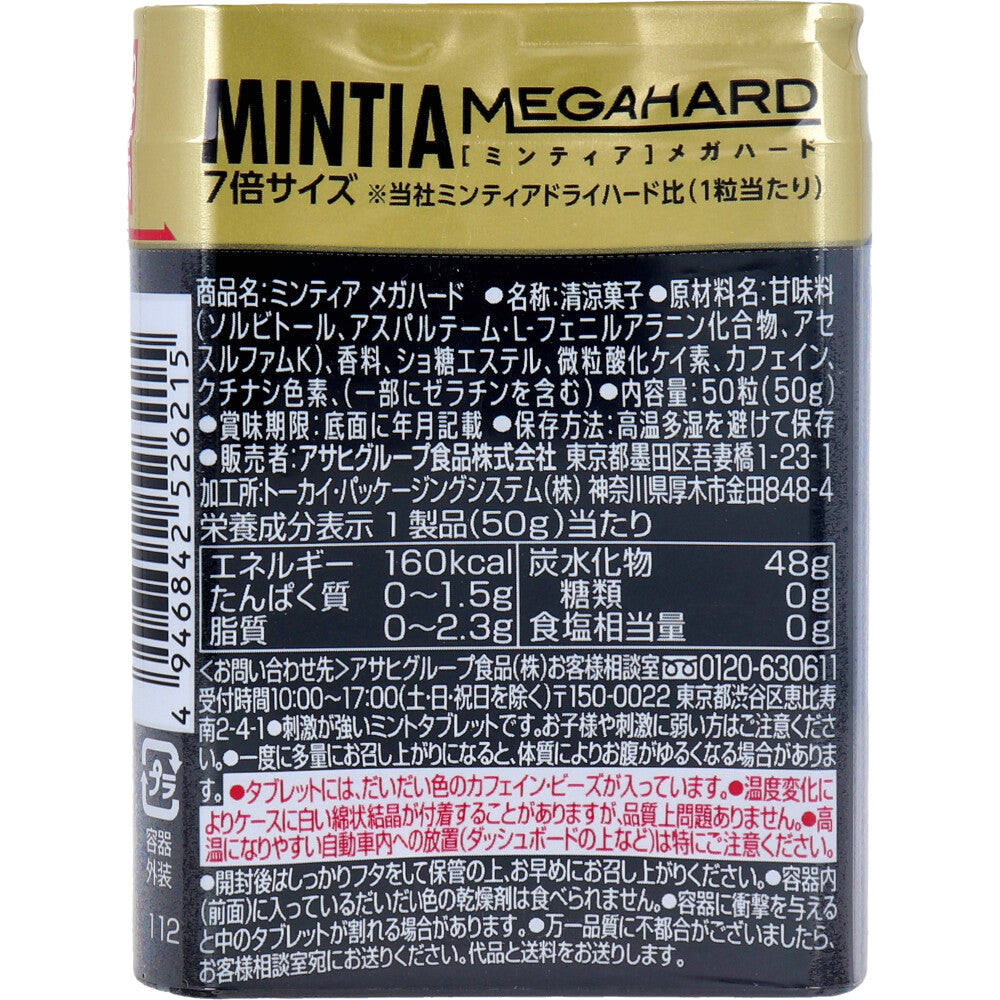 MINTIA MEGAHARD
[ミンティア]メガハード
7倍サイズ ※当社ミンティアドライハード比(1粒当たり)
商品名:ミンティア メガハード ●名称:清涼菓子●原材料名:甘味料
(ソルビトール、アスパルテーム・L-フェニルアラニン化合物、アセ
スルファムK)、香料、ショ糖エステル、微粒酸化ケイ素、カフェイン、
クチナシ色素、(一部にゼラチンを含む)●内容量:50粒(50g)
●賞味期限:底面に年月記載 ●保存方法:高温多湿を避けて保存
●販売者:アサヒグループ食品株式会社 東京都墨田区吾妻橋1-23-1
加工所:トーカイ・パッケージングシステム(株) 神奈川県厚木市金田848-4
栄養成分表示 1製品(50g)当たり
エネルギー 160kcal 炭水化物 48g
たんぱく質 0〜1.5g 糖類 0g
脂質 0〜2.3g 食塩相当量 0g
〈お問い合わせ先〉アサヒグループ食品(株)お客様相談室 0120-630611
受付時間10:00〜17:00(土・日・祝日を除く)〒150-0022 東京都渋谷区恵比寿
南2-4-1●刺激が強いミントタブレットです。お子様や刺激に弱い方はご注意くださ
い。●一度に多量にお召し上がりになると、体質によりお腹がゆるくなる場合がありま
す。●タブレットには、だいだい色のカフェイン・ビーズが入っています。●温度変化に
よりケースに白い綿状結晶が付着することがありますが、品質上問題ありません。●高
温になりやすい自動車内への放置(ダッシュボードの上など)は特にご注意ください。
●開封後はしっかりフタをして保管の上、お早めにお召し上がりください。●容器内
(前面)に入っているだいだい色の乾燥剤は食べられません。●容器に衝撃を与える
と中のタブレットが割れる場合があります。●万一品質に不都合がございましたら、
お客様相談室宛にお送りください。代品と送料をお送りします。
4946842526215
プラ
容器
外装
112